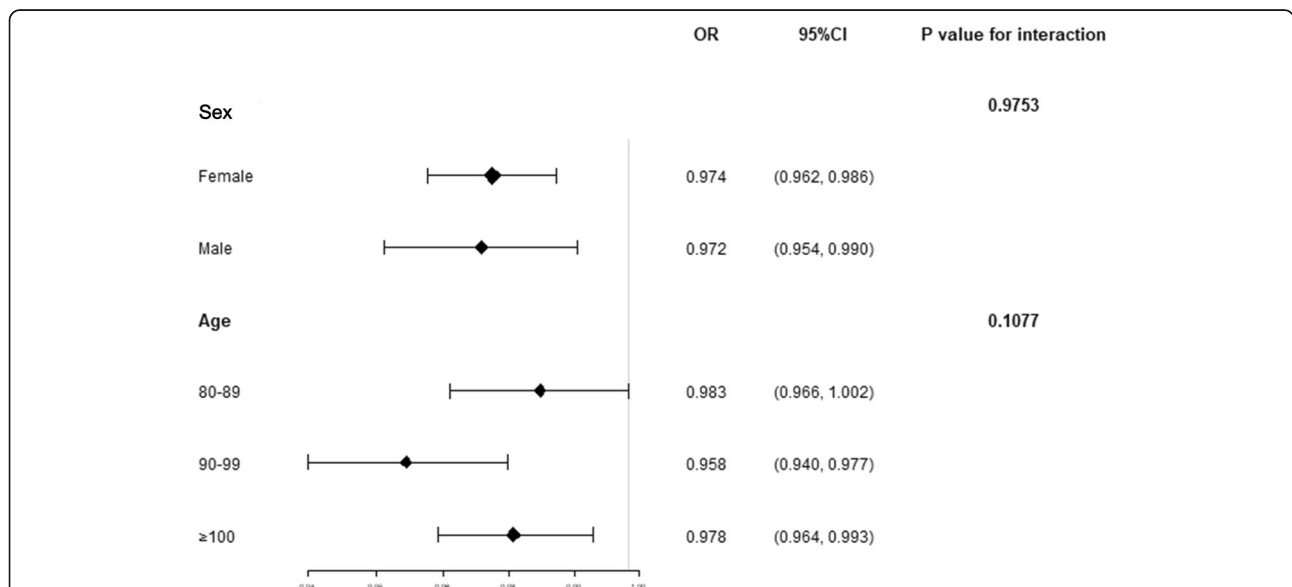 OR 95%CI P value for interaction
Sex 0.9753
Female 0.974 (0.962, 0.986)
Male 0.972 (0.954, 0.990)
Age 0.1077
80-89 0.983 (0.966, 1.002)
90-99 0.958 (0.940, 0.977)
≥100 0.978 (0.964, 0.993)